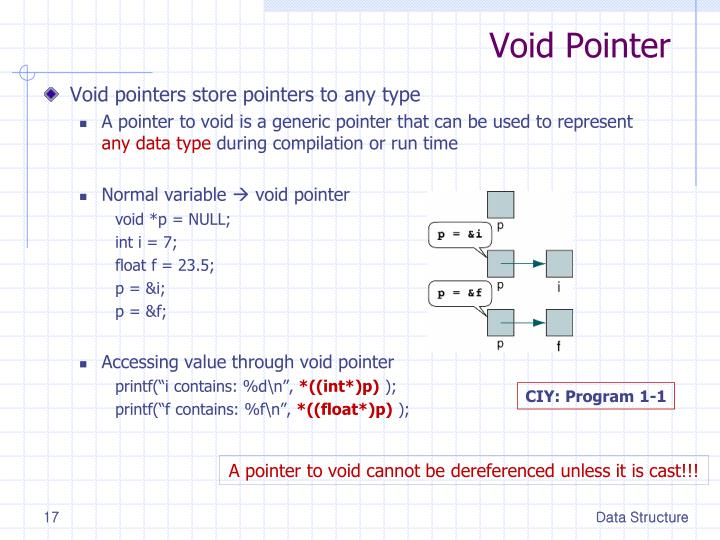 Void Pointer
Void pointers store pointers to any type
A pointer to void is a generic pointer that can be used to represent
any data type during compilation or run time
Normal variable → void pointer
void *p = NULL;
int i = 7;
float f = 23.5;
p = &i;
p = &f;
p
p = &i
p i
p = &f
p f
Accessing value through void pointer
printf(“i contains: %d\n”, *((int*)p) );
printf(“f contains: %f\n”, *((float*)p) );
CIY: Program 1-1
A pointer to void cannot be dereferenced unless it is cast!!!
17 Data Structure